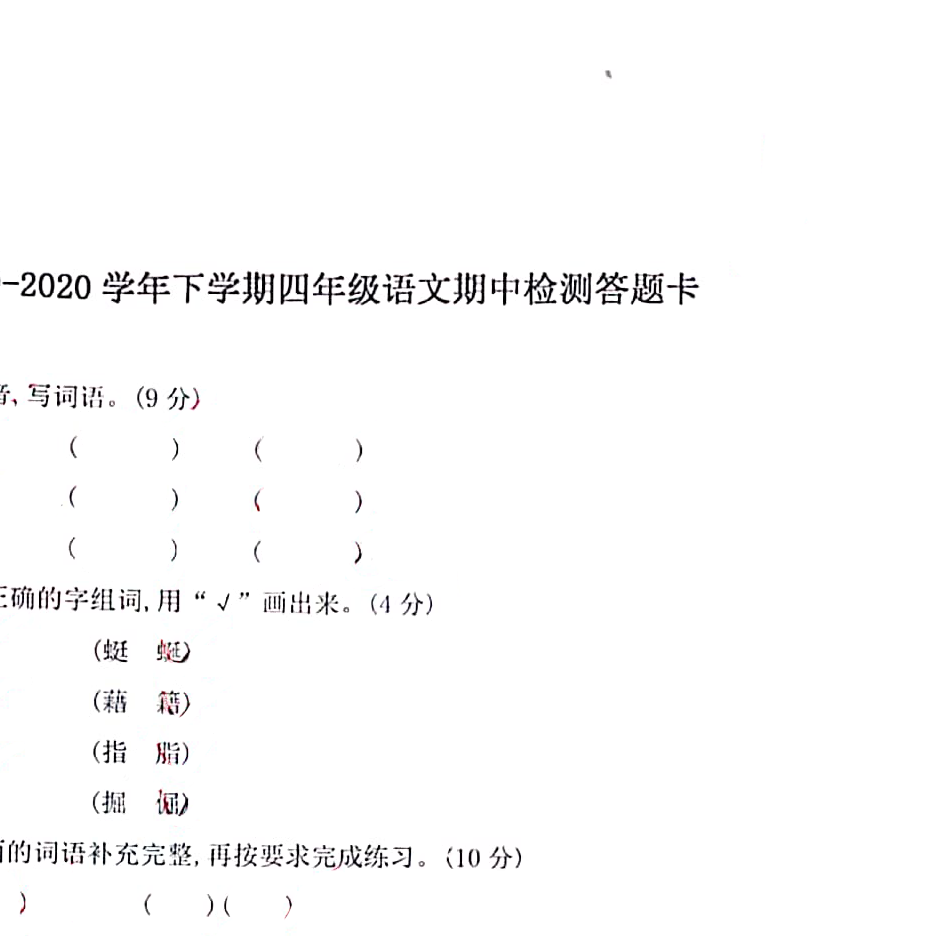 -2020 学年下学期四年级语文期中检测答题卡
音、写词语。(9 分)
( ) ( )
( ) ( )
( ) ( )
正确的字组词,用“√”画出来。(4 分)
(蜓 蜒)
(藉 籍)
(指 脂)
(掘 倔)
的词语补充完整,再按要求完成练习。(10 分)
) ( )( )